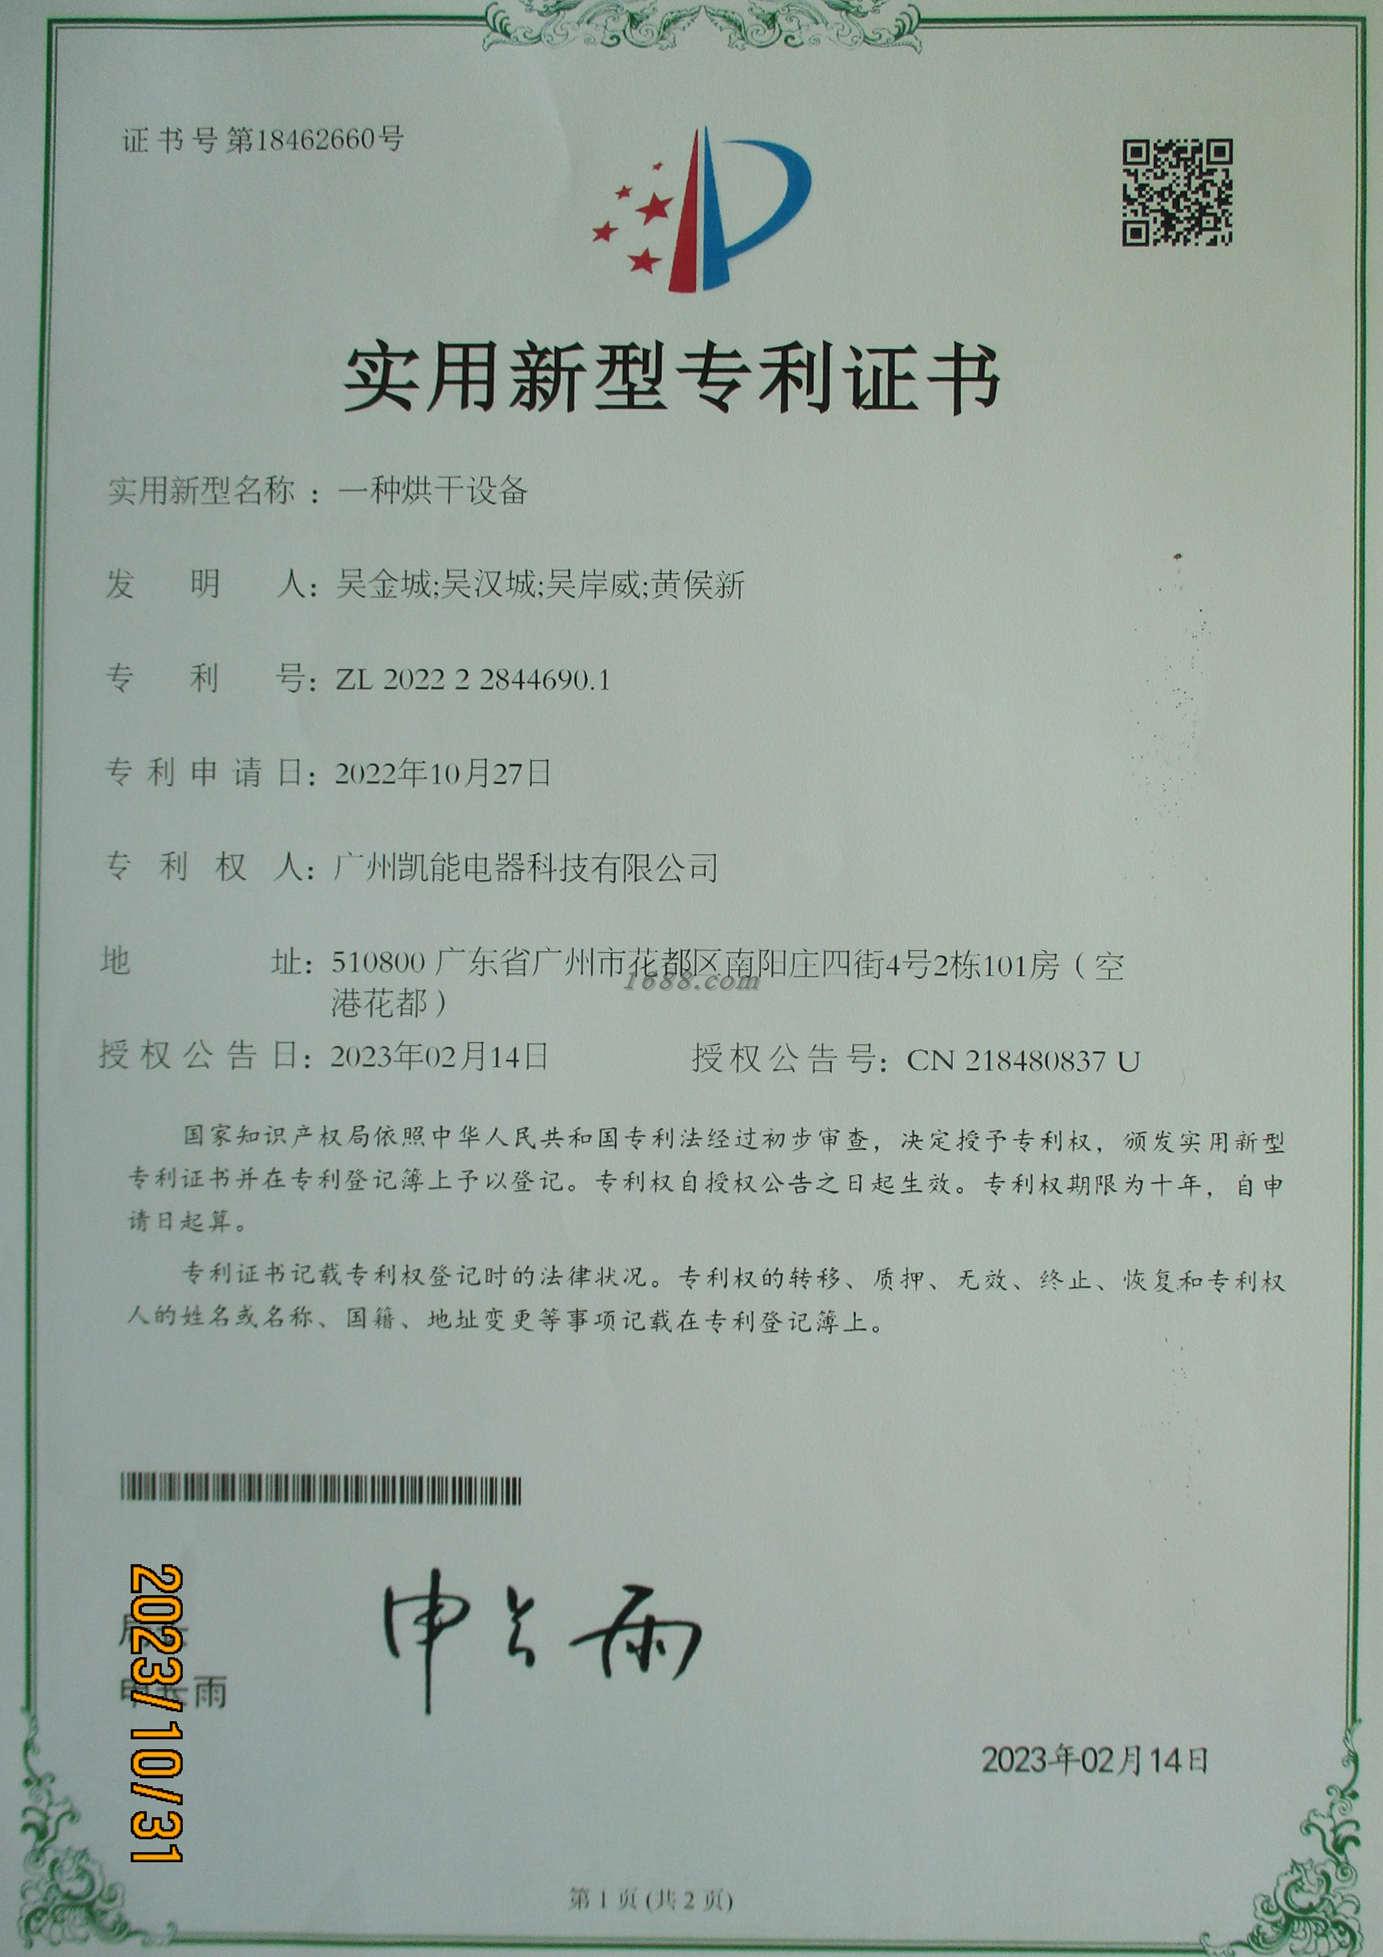 证书号第18462660号
实用新型专利证书
实用新型名称：一种烘干设备
发明人：吴金城;吴汉城;吴岸威;黄侯新
专利号：ZL 2022 2 2844690.1
专利申请日：2022年10月27日
专利权人：广州凯能电器科技有限公司
地址：510800 广东省广州市花都区南阳庄四街4号2栋101房（空
港花都）
1688.com
授权公告日：2023年02月14日 授权公告号：CN 218480837 U
国家知识产权局依照中华人民共和国专利法经过初步审查，决定授予专利权，颁发实用新型
专利证书并在专利登记簿上予以登记。专利权自授权公告之日起生效。专利权期限为十年，自申
请日起算。
专利证书记载专利权登记时的法律状况。专利权的转移、质押、无效、终止、恢复和专利权
人的姓名或名称、国籍、地址变更等事项记载在专利登记簿上。
局长
申长雨
申长雨
2023/10/31
2023年02月14日
第1页(共2页)